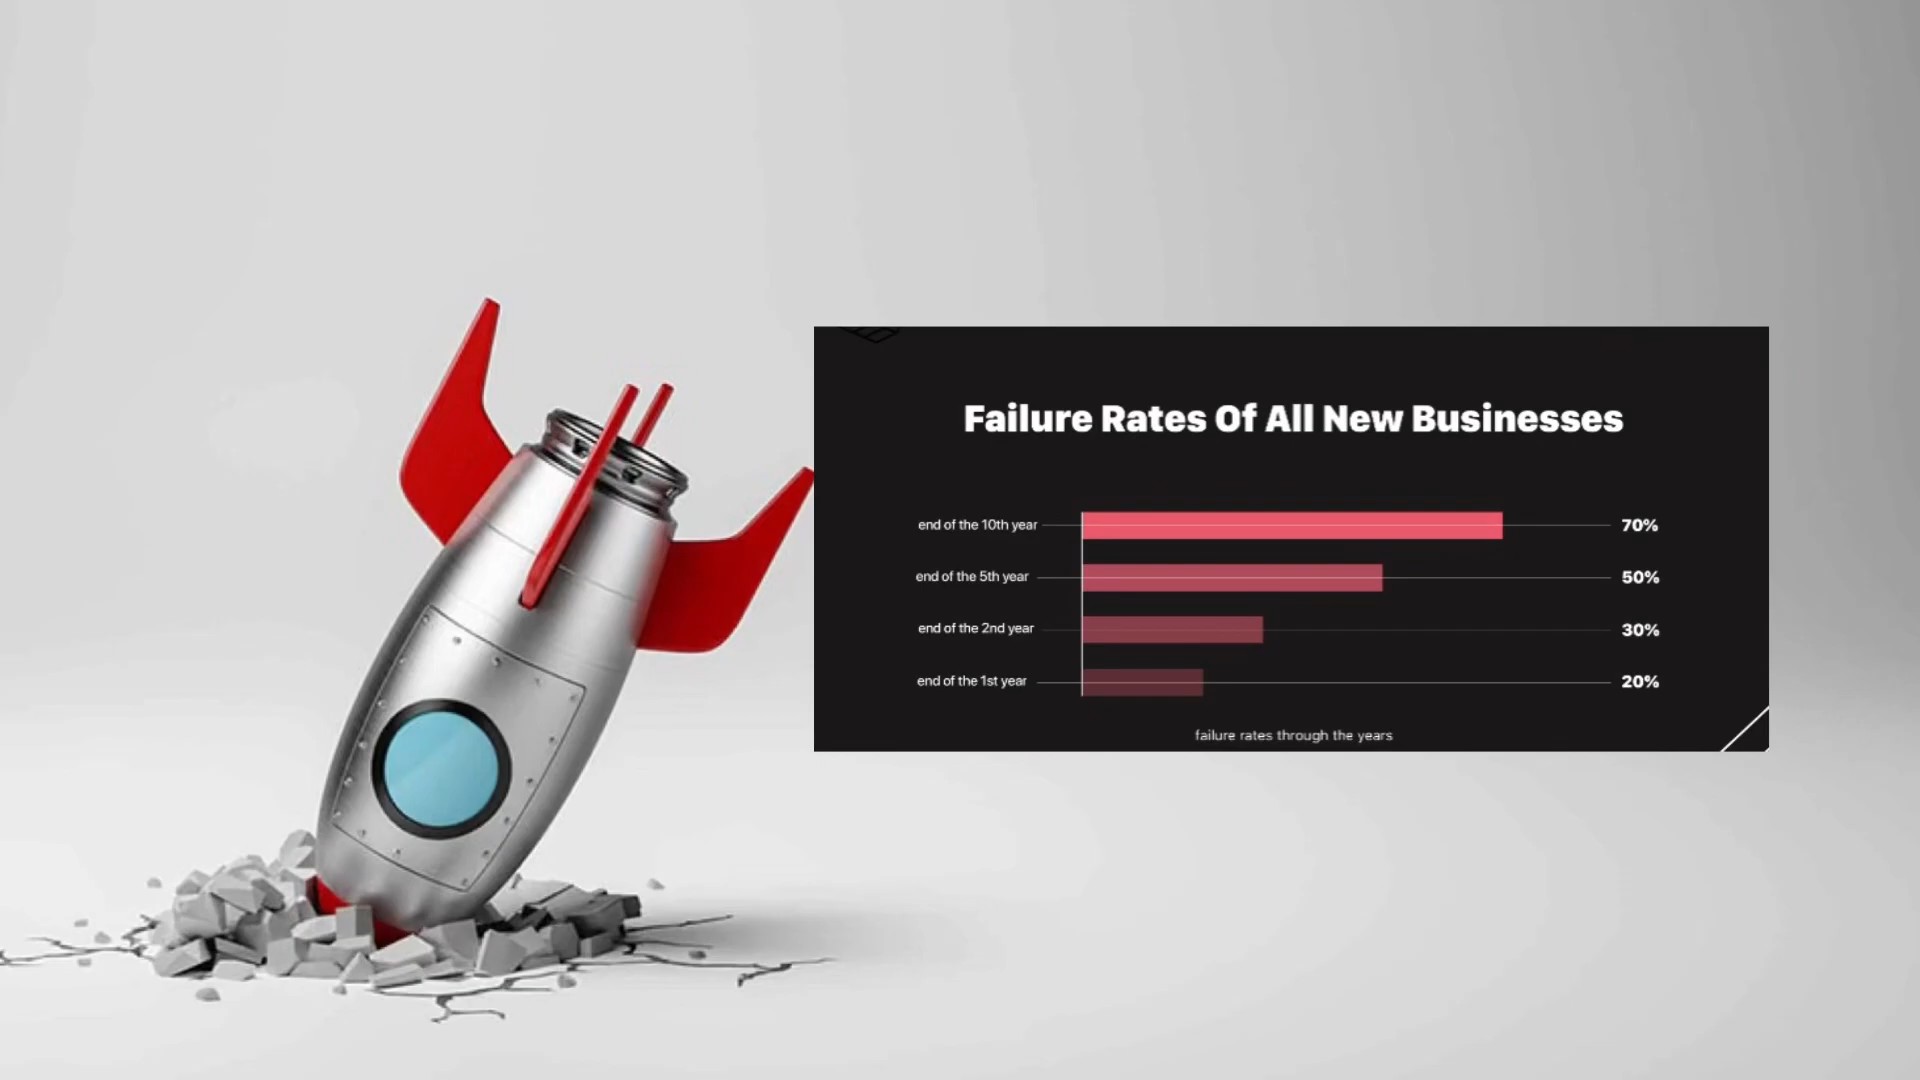 Failure Rates Of All New Businesses
end of the 10th year 70%
end of the 5th year 50%
end of the 2nd year 30%
end of the 1st year 20%
failure rates through the years